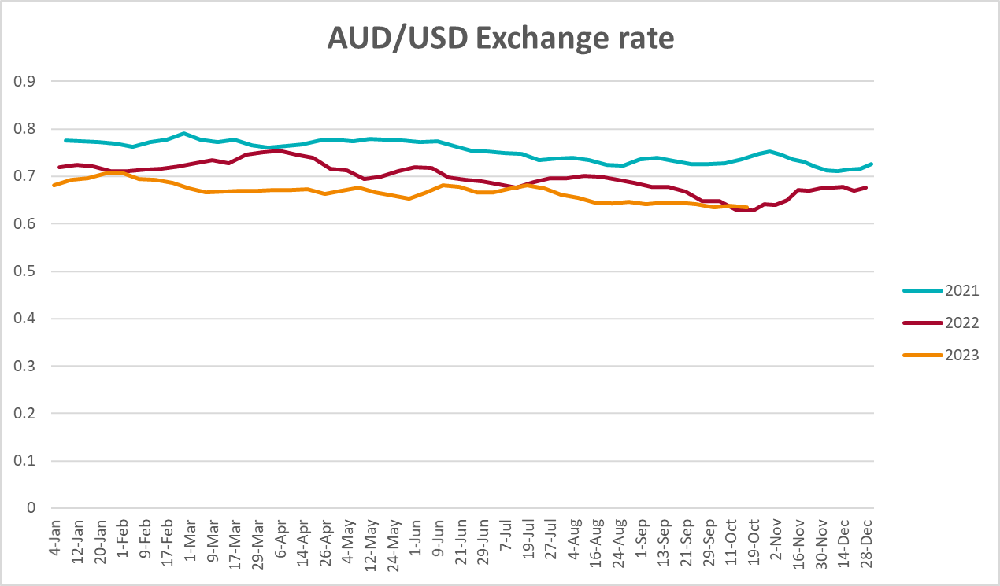 AUD/USD Exchange rate
0.9
0.8
0.7
0.6
0.5
0.4
0.3
0.2
0.1
0
2021
2022
2023
4-Jan
12-Jan
20-Jan
1-Feb
9-Feb
17-Feb
1-Mar
9-Mar
17-Mar
29-Mar
6-Apr
14-Apr
26-Apr
4-May
12-May
24-May
1-Jun
9-Jun
21-Jun
29-Jun
7-Jul
19-Jul
27-Jul
4-Aug
16-Aug
24-Aug
1-Sep
13-Sep
21-Sep
29-Sep
11-Oct
19-Oct
2-Nov
16-Nov
30-Nov
14-Dec
28-Dec